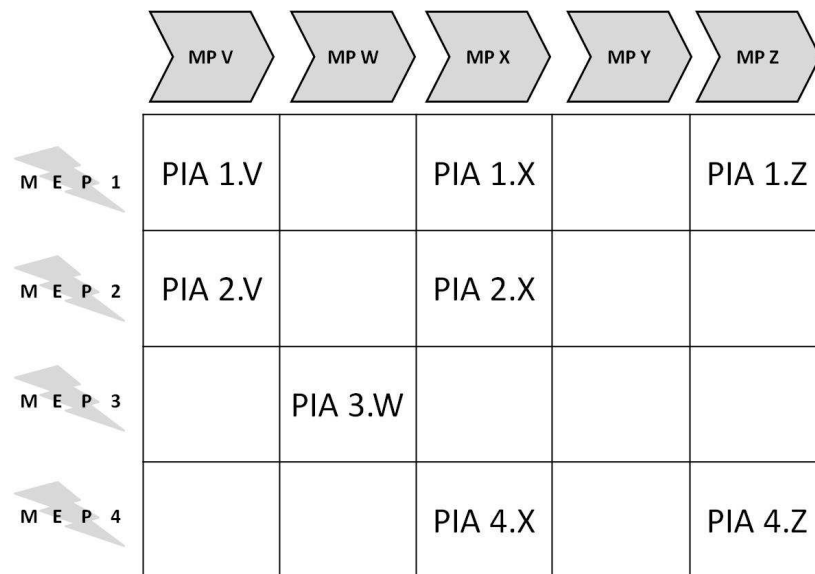 MP V MP W MP X MP Y MP Z
M E P 1 PIA 1.V PIA 1.X PIA 1.Z
M E P 2 PIA 2.V PIA 2.X
M E P 3 PIA 3.W
M E P 4 PIA 4.X PIA 4.Z